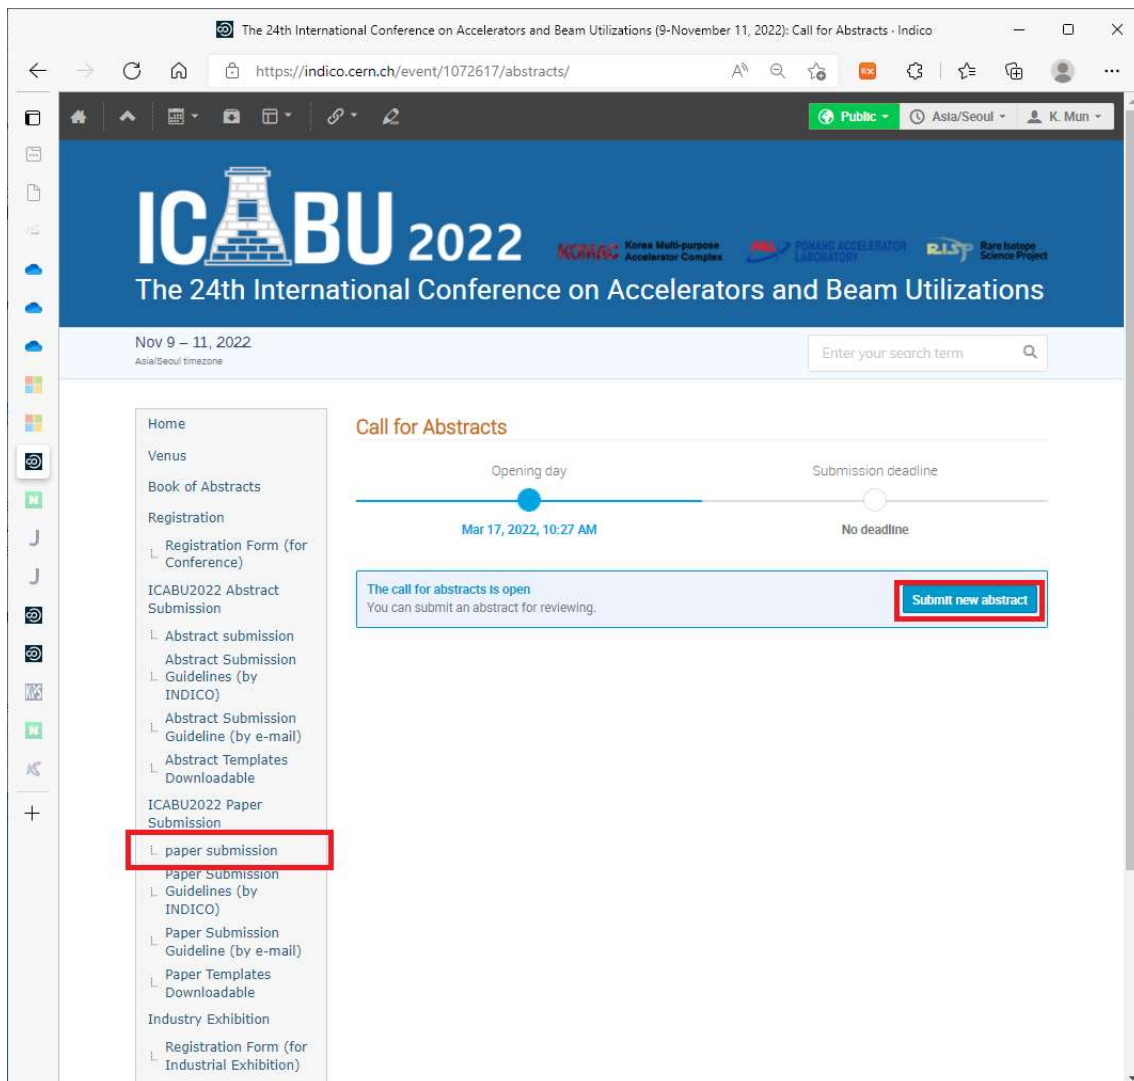 The 24th International Conference on Accelerators and Beam Utilizations (9-November 11, 2022): Call for Abstracts · Indico
https://indico.cern.ch/event/1072617/abstracts/
Public
Asia/Seoul
K. Mun
ICABU 2022
KOMAC Korea Multi-purpose
Accelerator Complex
PAL POHANG ACCELERATOR
LABORATORY
RISP Rare Isotope
Science Project
The 24th International Conference on Accelerators and Beam Utilizations
Nov 9 – 11, 2022
Asia/Seoul timezone
Enter your search term
Home
Venus
Book of Abstracts
Registration
Registration Form (for
Conference)
ICABU2022 Abstract
Submission
Abstract submission
Abstract Submission
Guidelines (by
INDICO)
Abstract Submission
Guideline (by e-mail)
Abstract Templates
Downloadable
ICABU2022 Paper
Submission
paper submission
Paper Submission
Guidelines (by
INDICO)
Paper Submission
Guideline (by e-mail)
Paper Templates
Downloadable
Industry Exhibition
Registration Form (for
Industrial Exhibition)
Call for Abstracts
Opening day
Submission deadline
Mar 17, 2022, 10:27 AM
No deadline
The call for abstracts is open
You can submit an abstract for reviewing.
Submit new abstract